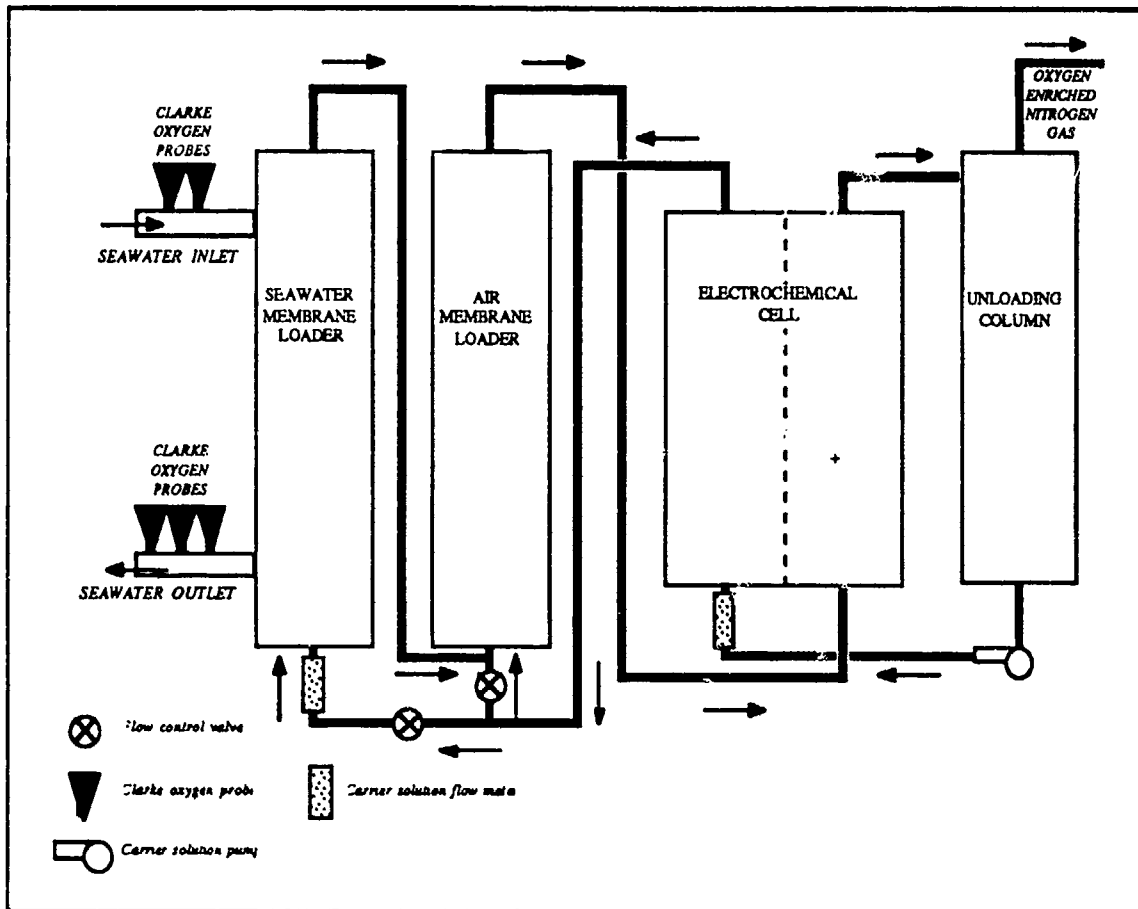 CLARKE
OXYGEN
PROBES
SEAWATER INLET
SEAWATER
MEMBRANE
LOADER
AIR
MEMBRANE
LOADER
ELECTROCHEMICAL
CELL
UNLOADING
COLUMN
OXYGEN
ENRICHED
NITROGEN
GAS
CLARKE
OXYGEN
PROBES
SEAWATER OUTLET
+
Flow control valve
Clarke oxygen probe
Carrier solution flow meter
Carrier solution pump